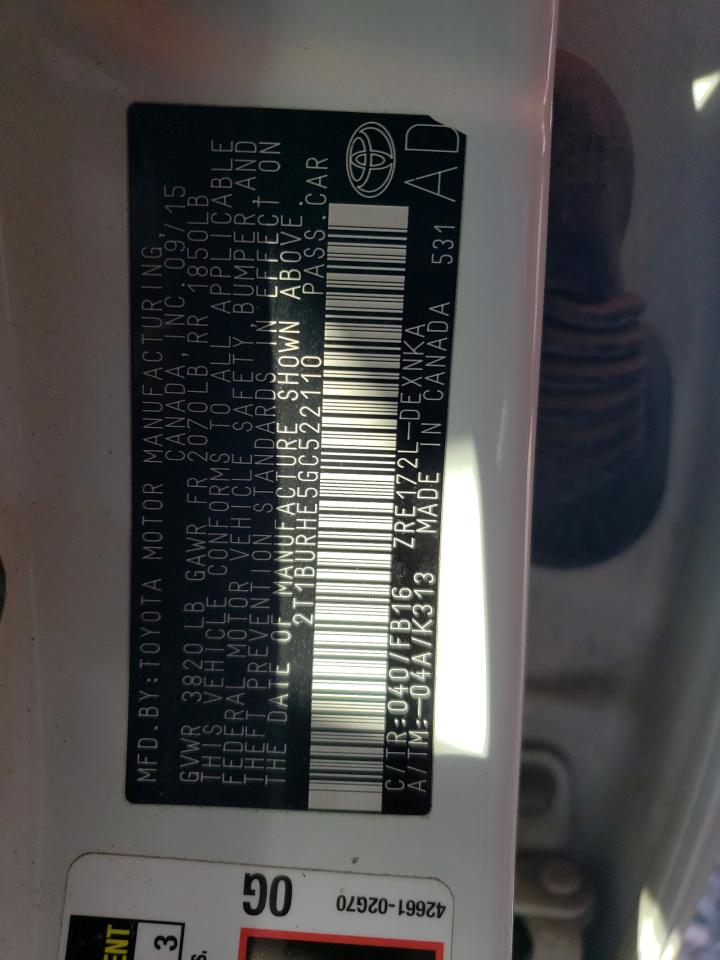 MFD.BY:TOYOTA MOTOR MANUFACTURING,
CANADA, INC. 09/15
GVWR 3820LB GAWR FR 2070LB, RR 1850LB
THIS VEHICLE CONFORMS TO ALL APPLICABLE
FEDERAL MOTOR VEHICLE SAFETY, BUMPER, AND
THEFT PREVENTION STANDARDS IN EFFECT ON
THE DATE OF MANUFACTURE SHOWN ABOVE.
2T1BURHE5GC522110 PASS.CAR
C/TR:040/FB16 ZRE172L-DEXNKA
A/TM:-04A/K313 MADE IN CANADA 531 AD
0G
42661-02G70
ENT
3
s.